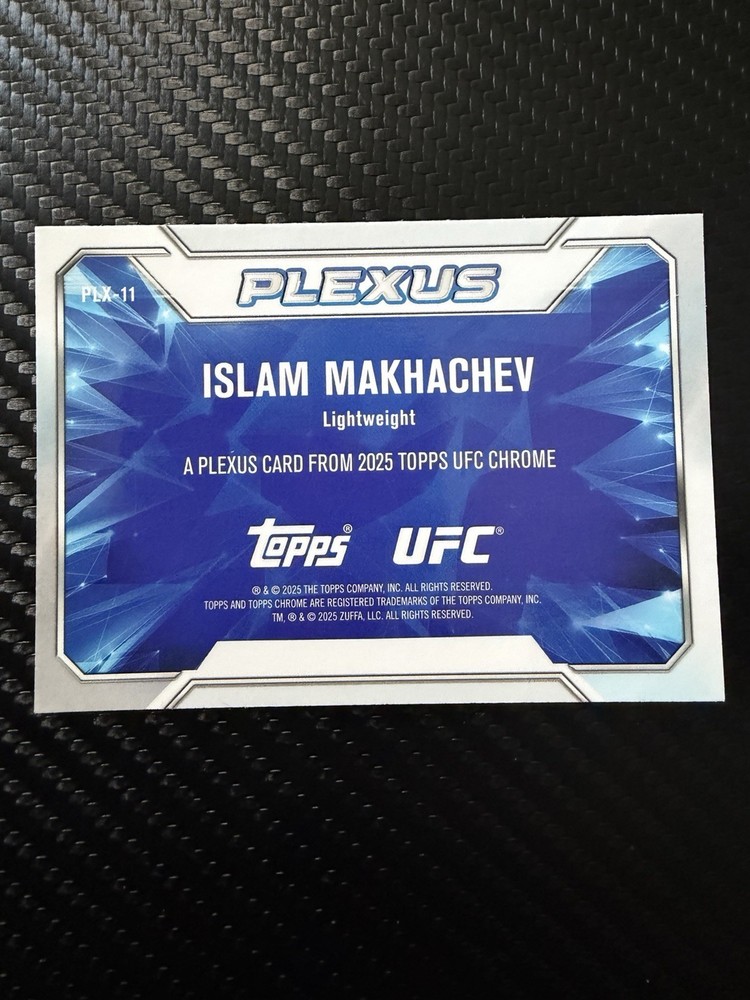 PLEXUS
PLX-11
ISLAM MAKHACHEV
Lightweight
A PLEXUS CARD FROM 2025 TOPPS UFC CHROME
Topps® UFC®
® & © 2025 THE TOPPS COMPANY, INC. ALL RIGHTS RESERVED.
TOPPS AND TOPPS CHROME ARE REGISTERED TRADEMARKS OF THE TOPPS COMPANY, INC.
TM, ® & © 2025 ZUFFA, LLC. ALL RIGHTS RESERVED.